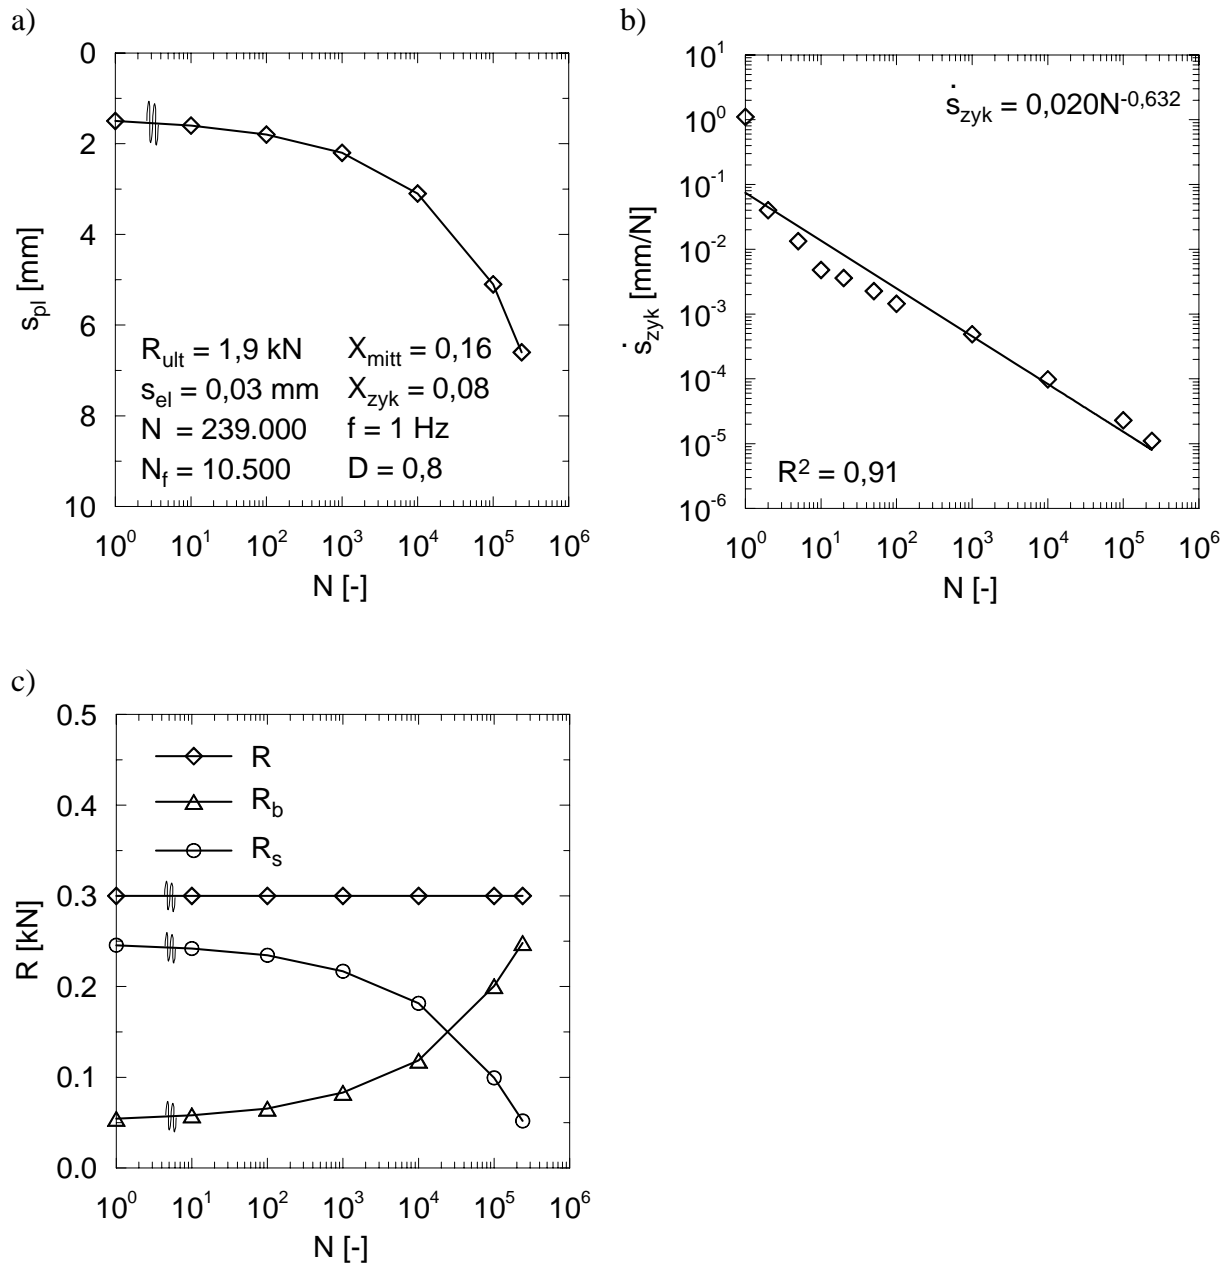 a)
0
2
4
6
8
10
s_pl [mm]
R_ult = 1,9 kN X_mitt = 0,16
s_el = 0,03 mm X_zyk = 0,08
N = 239.000 f = 1 Hz
N_f = 10.500 D = 0,8
10^0 10^1 10^2 10^3 10^4 10^5 10^6
N [-]
b)
10^1
10^0
10^-1
10^-2
10^-3
10^-4
10^-5
10^-6
ṡ_zyk [mm/N]
ṡ_zyk = 0,020N^-0,632
R^2 = 0,91
10^0 10^1 10^2 10^3 10^4 10^5 10^6
N [-]
c)
0.5
0.4
0.3
0.2
0.1
0.0
R [kN]
R
R_b
R_s
10^0 10^1 10^2 10^3 10^4 10^5 10^6
N [-]